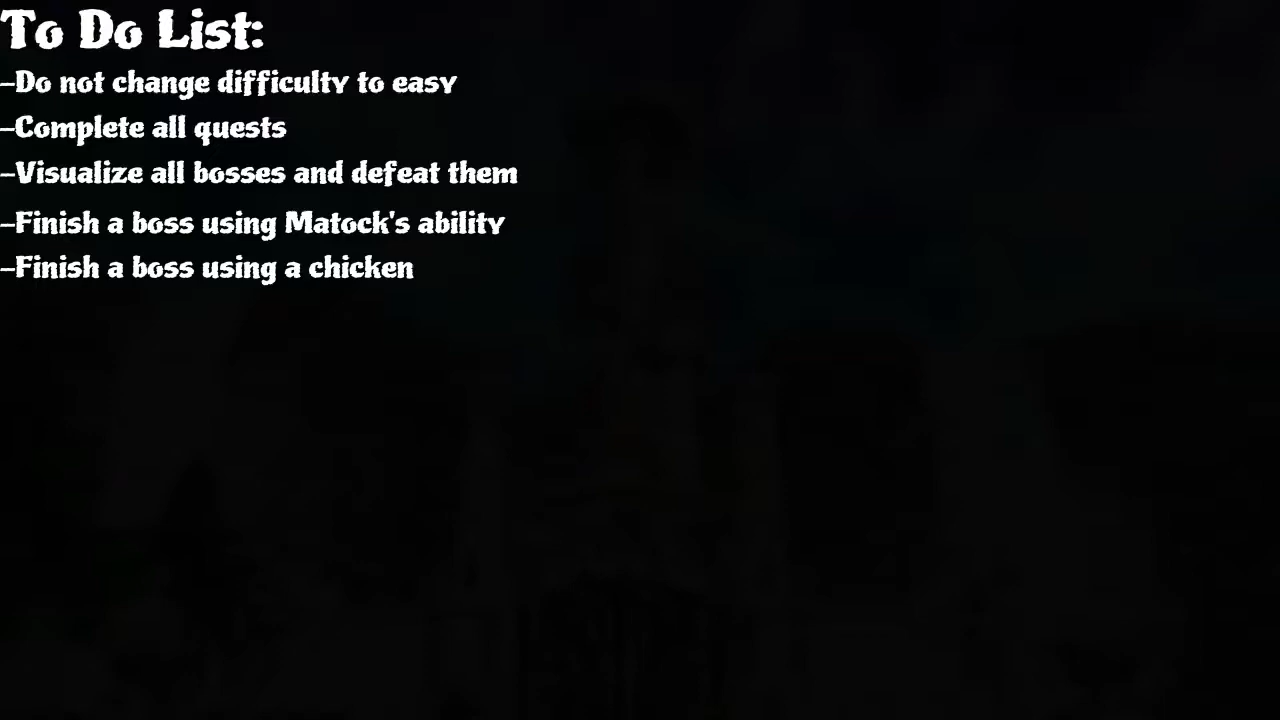 To Do List:
-Do not change difficulty to easy
-Complete all quests
-Visualize all bosses and defeat them
-Finish a boss using Matock's ability
-Finish a boss using a chicken